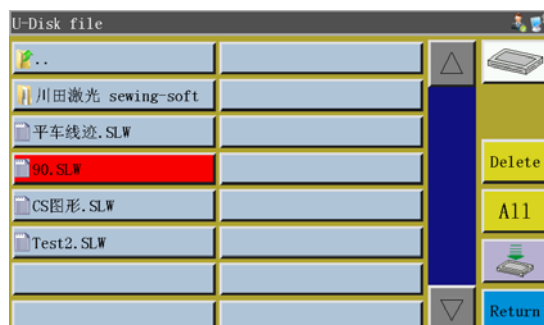 U-Disk file
..
川田激光 sewing-soft
平车线迹.SLW
90.SLW
CS图形.SLW
Test2.SLW
Delete
All
Return